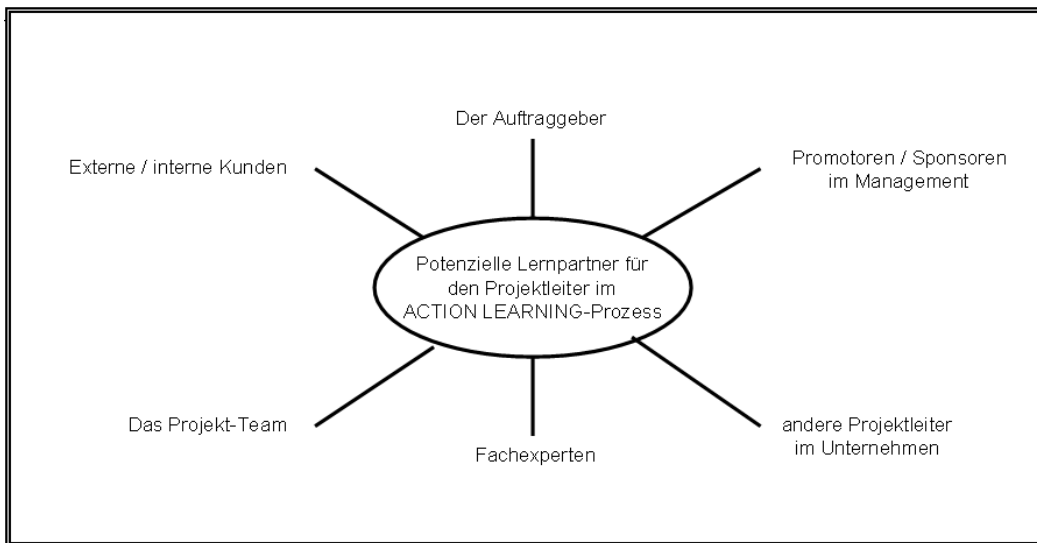 Der Auftraggeber
Externe / interne Kunden
Promotoren / Sponsoren
im Management
Potenzielle Lernpartner für
den Projektleiter im
ACTION LEARNING-Prozess
Das Projekt-Team
andere Projektleiter
im Unternehmen
Fachexperten